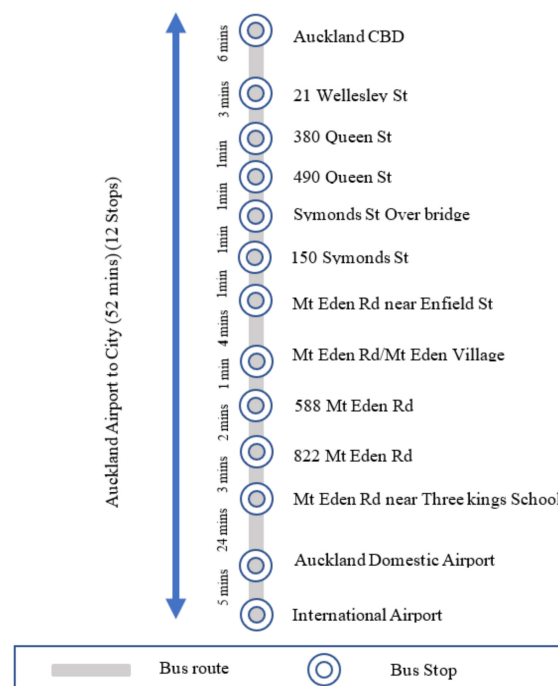 6 mins
Auckland CBD
3 mins
21 Wellesley St
1min
380 Queen St
1min
490 Queen St
1min
Symonds St Over bridge
1min
150 Symonds St
4 mins
Mt Eden Rd near Enfield St
1 min
Mt Eden Rd/Mt Eden Village
2 mins
588 Mt Eden Rd
3 mins
822 Mt Eden Rd
24 mins
Mt Eden Rd near Three kings School
5 mins
Auckland Domestic Airport
International Airport
Auckland Airport to City (52 mins) (12 Stops)
Bus route
Bus Stop